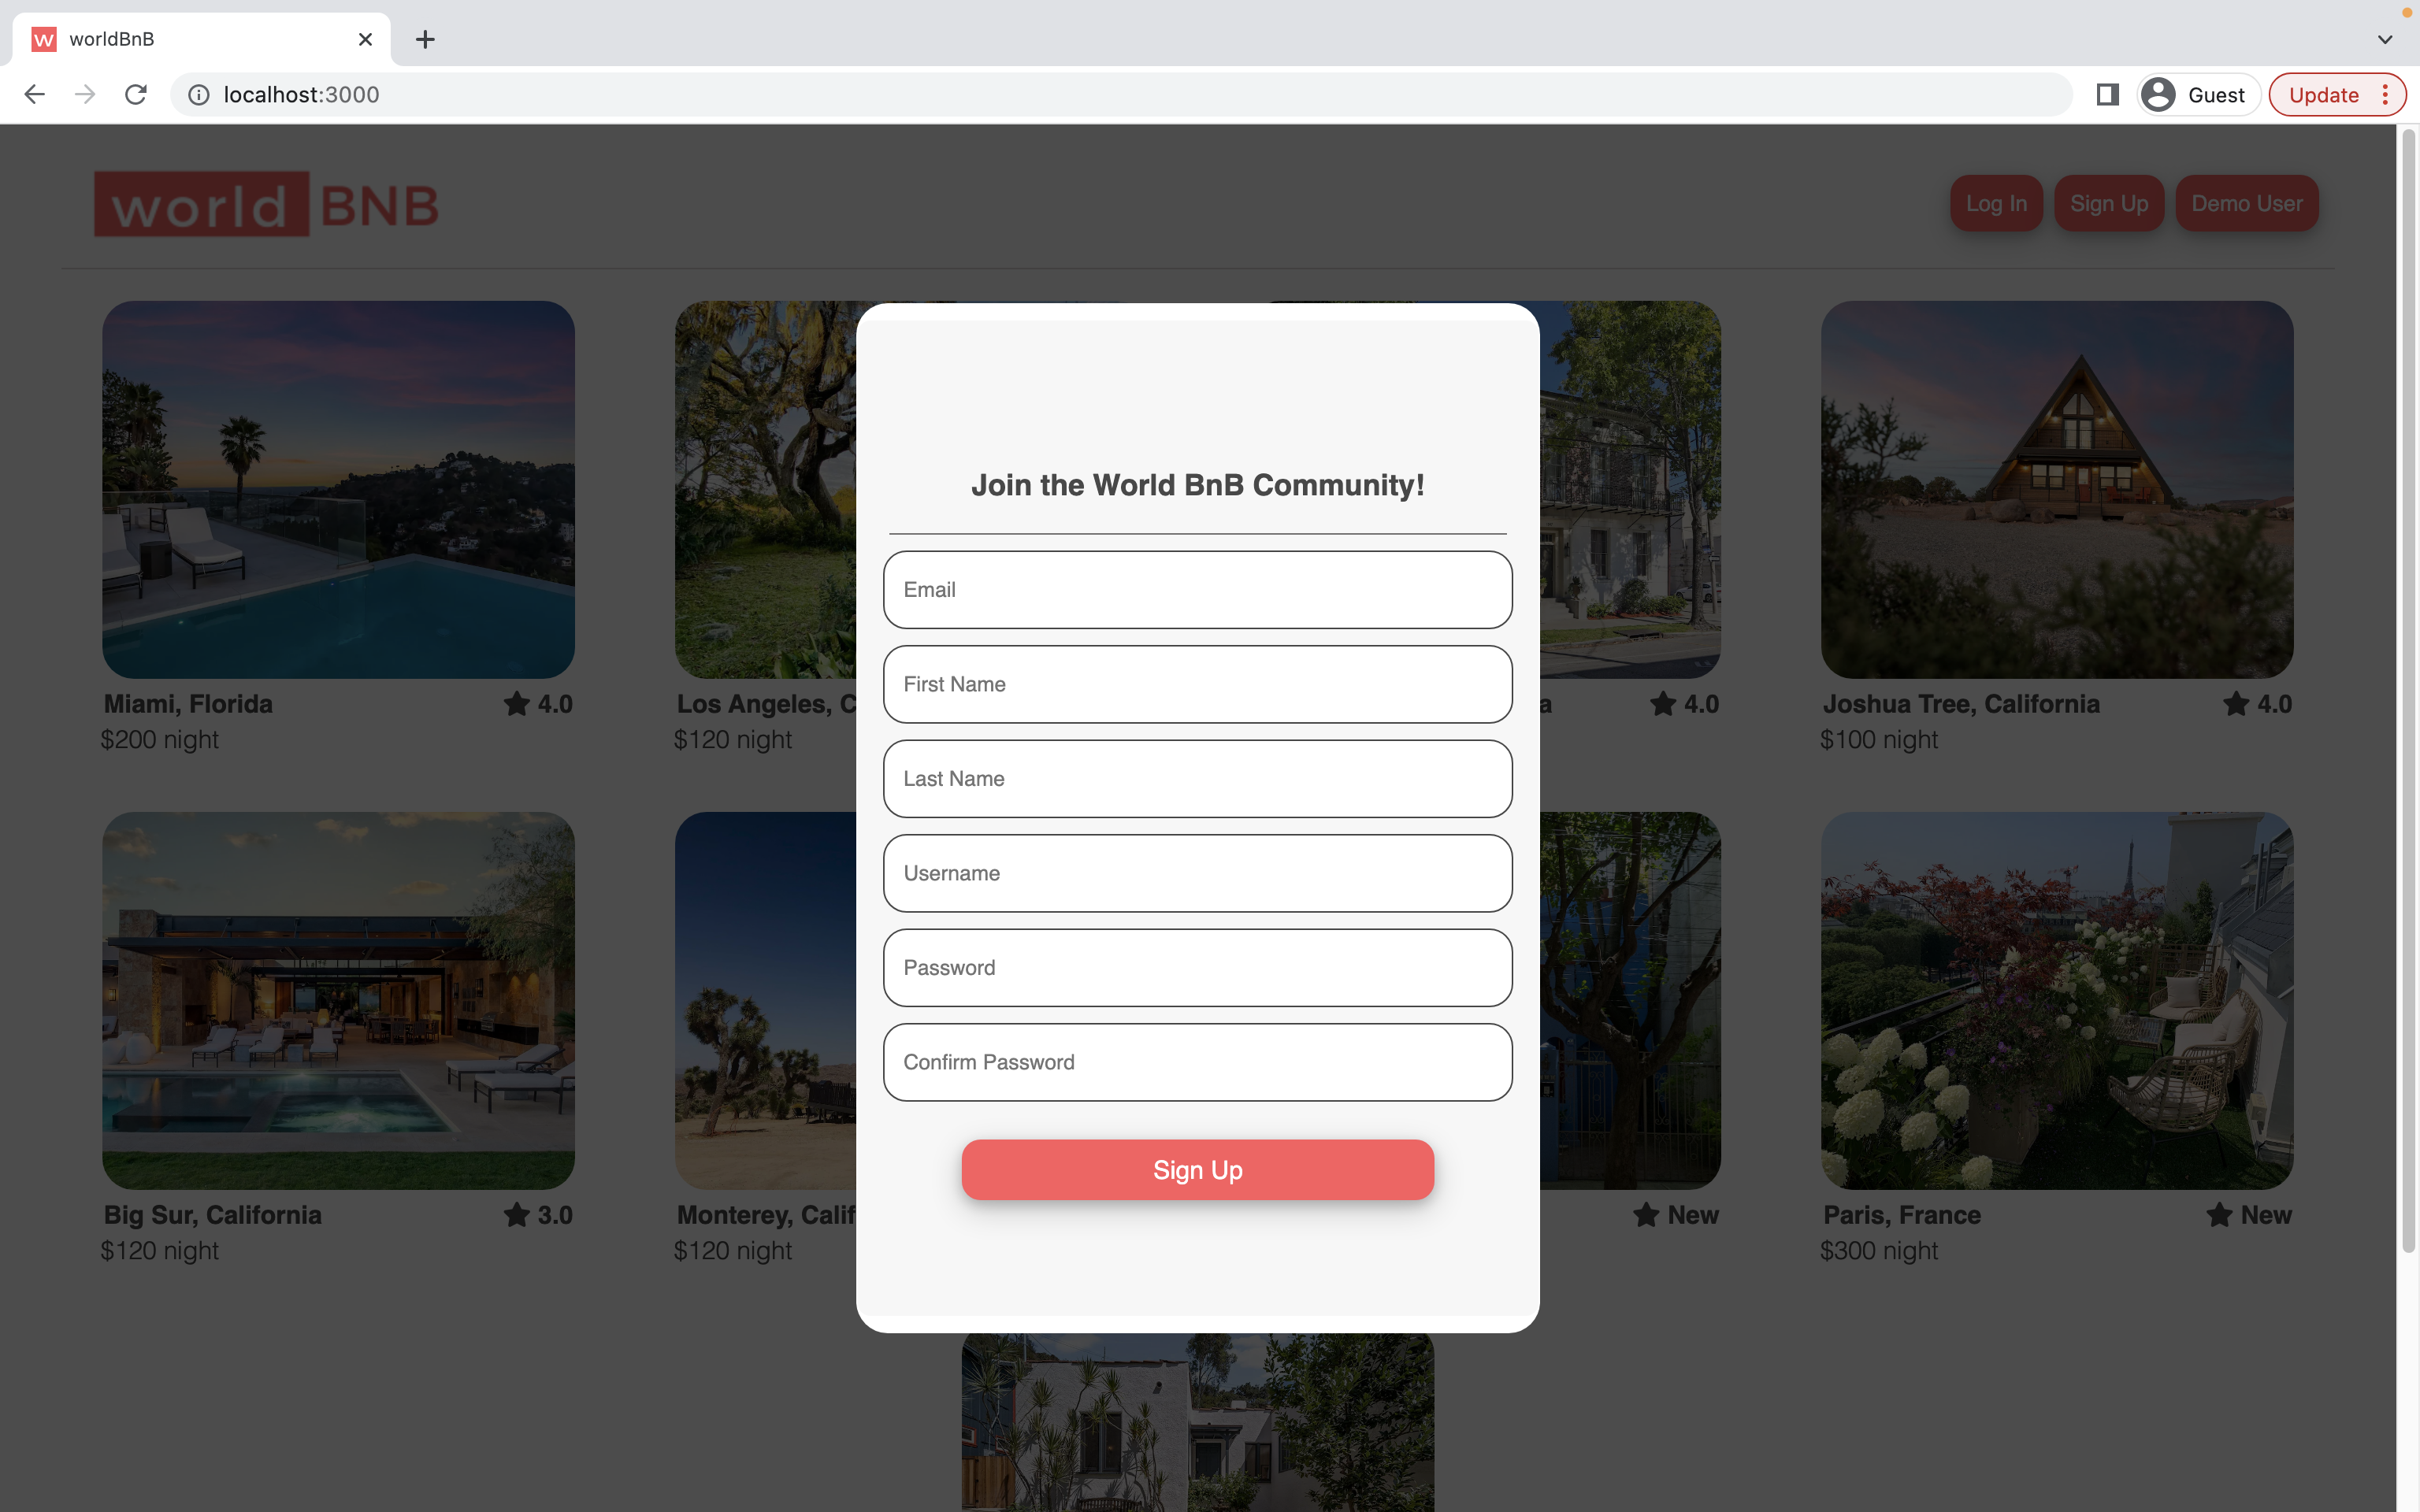 worldBnB
localhost:3000
Guest
Update
world BNB
Log In
Sign Up
Demo User
Join the World BnB Community!
Email
First Name
Last Name
Username
Password
Confirm Password
Sign Up
Miami, Florida
4.0
$200 night
Los Angeles, C
$120 night
a
4.0
Joshua Tree, California
4.0
$100 night
Big Sur, California
3.0
$120 night
Monterey, Calif
$120 night
New
Paris, France
New
$300 night